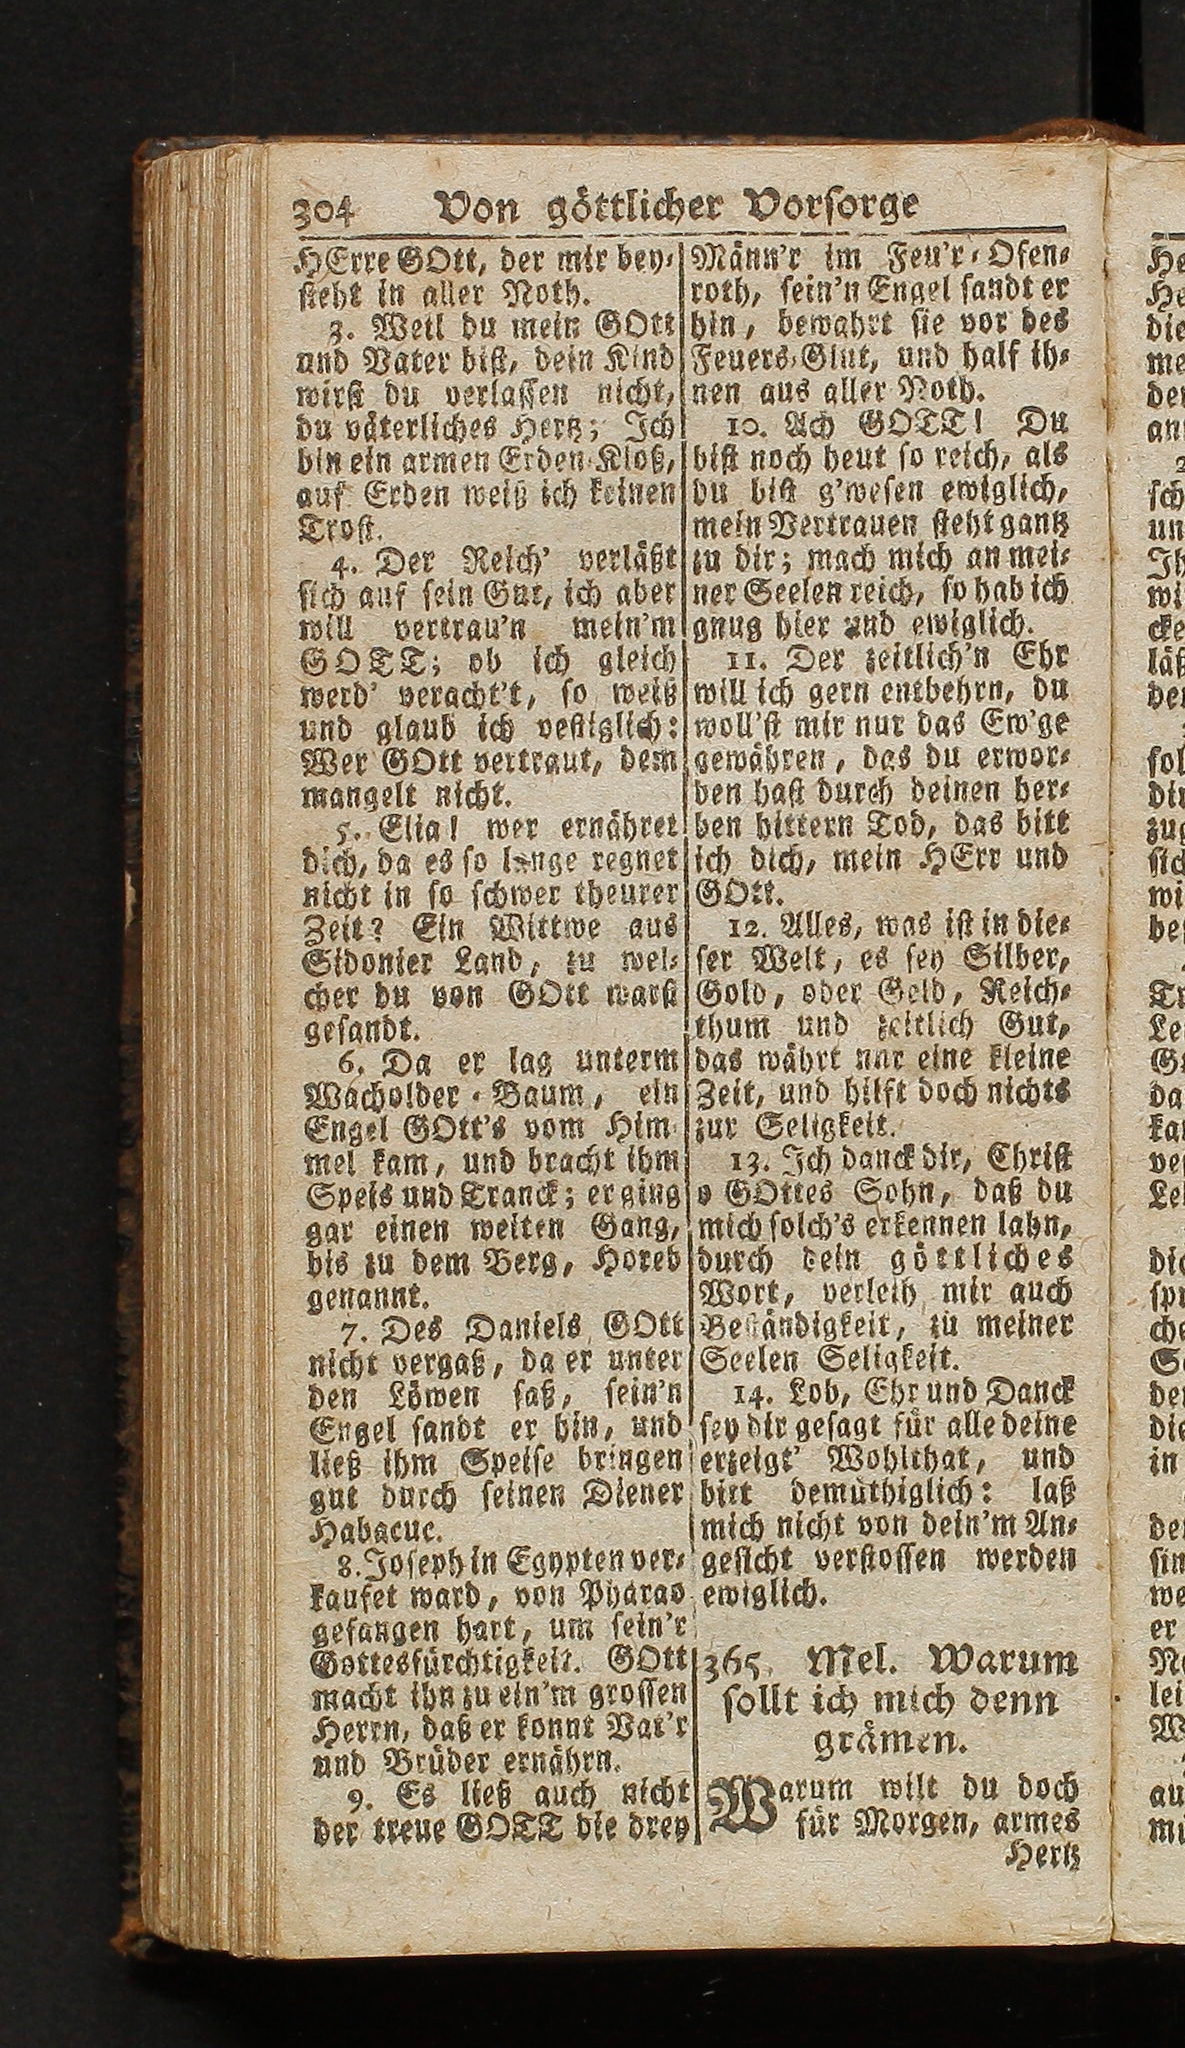 304 Von göttlicher Vorsorge
HErre GOtt, der mir bey-
steht in aller Noth.
3. Weil du mein GOtt
und Vater bist, dein Kind
wirst du verlassen nicht,
du väterliches Hertz; Ich
bin ein armen Erden-Kloß,
auf Erden weiß ich keinen
Trost.
4. Der Reich' verläßt
sich auf sein Gut, ich aber
will vertrau'n mein'm
GOTT; ob ich gleich
werd' veracht't, so weiß
und glaub ich vestiglich:
Wer GOtt vertraut, dem
mangelt nicht.
5. Elia! wer ernähret
dich, da es so lange regnet
nicht in so schwer theurer
Zeit? Ein Wittwe aus
Sidonier Land, zu wel-
cher du von GOtt warst
gesandt.
6. Da er lag unterm
Wacholder-Baum, ein
Engel GOtt's vom Him-
mel kam, und bracht ihm
Speis und Tranck; er ging
gar einen weiten Gang,
bis zu dem Berg, Horeb
genannt.
7. Des Daniels GOtt
nicht vergaß, da er unter
den Löwen saß, sein'n
Engel sandt er hin, und
ließ ihm Speise bringen
gut durch seinen Diener
Habacuc.
8. Joseph in Egypten ver-
kaufet ward, von Pharao
gefangen hart, um sein'r
Gottesfürchtigkeit. GOtt
macht ihn zu ein'm grossen
Herrn, daß er konnt Vat'r
und Brüder ernährn.
9. Es ließ auch nicht
der treue GOTT die drey
Männ'r im Feu'r-Ofen-
roth, sein'n Engel sandt er
hin, bewahrt sie vor des
Feuers-Glut, und half ih-
nen aus aller Noth.
10. Ach GOTT! Du
bist noch heut so reich, als
du bist g'wesen ewiglich,
mein Vertrauen steht gantz
zu dir; mach mich an mei-
ner Seelen reich, so hab ich
gnug hier und ewiglich.
11. Der zeitlich'n Ehr
will ich gern entbehrn, du
woll'st mir nur das Ew'ge
gewähren, das du erwor-
ben hast durch deinen her-
ben bittern Tod, das bitt
ich dich, mein HErr und
GOtt.
12. Alles, was ist in die-
ser Welt, es sey Silber,
Gold, oder Geld, Reich-
thum und zeitlich Gut,
das währt nur eine kleine
Zeit, und hilft doch nichts
zur Seligkeit.
13. Ich danck dir, Christ
o GOttes Sohn, daß du
mich solch's erkennen lahn,
durch dein göttliches
Wort, verleih mir auch
Beständigkeit, zu meiner
Seelen Seligkeit.
14. Lob, Ehr und Danck
sey dir gesagt für alle deine
erzeigt' Wohlthat, und
bitt demüthiglich: laß
mich nicht von dein'm An-
gesicht verstossen werden
ewiglich.
365. Mel. Warum
sollt ich mich denn
grämen.
Warum wilt du doch
für Morgen, armes
Hertz